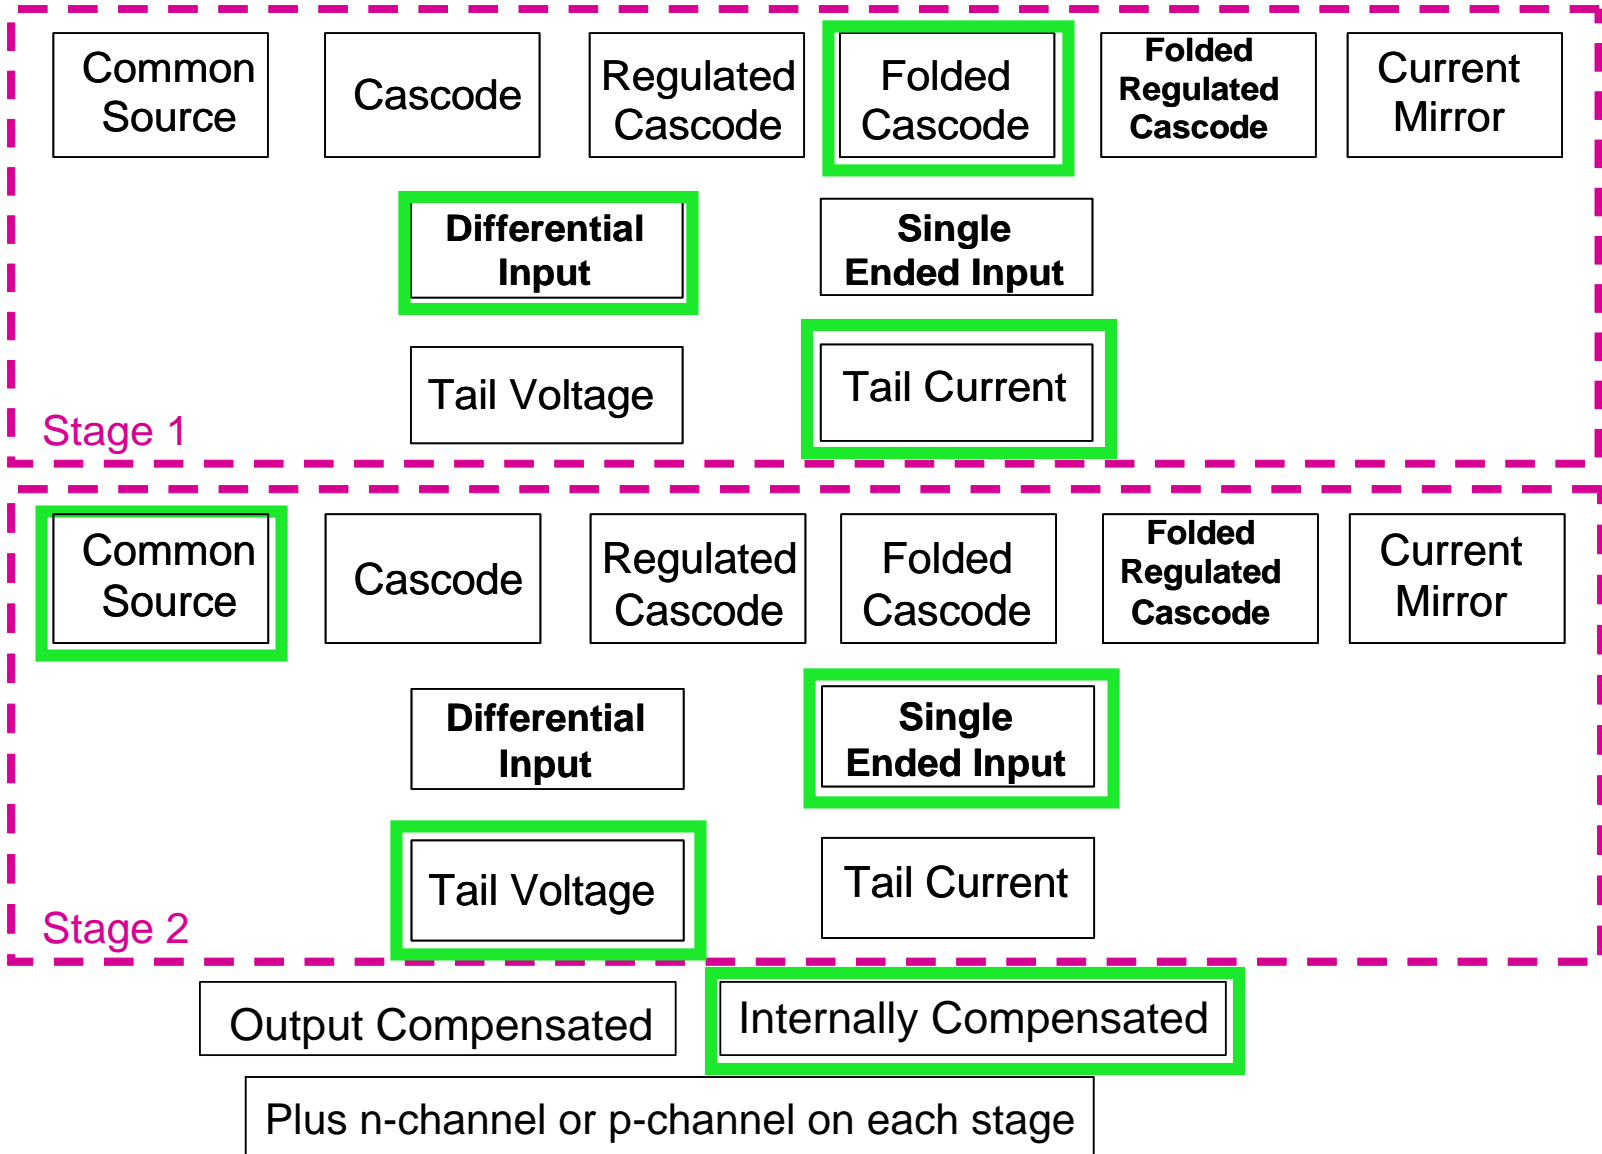 Common
Source
Cascode
Regulated
Cascode
Folded
Cascode
Folded
Regulated
Cascode
Current
Mirror
Differential
Input
Single
Ended Input
Tail Voltage
Tail Current
Stage 1
Common
Source
Cascode
Regulated
Cascode
Folded
Cascode
Folded
Regulated
Cascode
Current
Mirror
Differential
Input
Single
Ended Input
Tail Voltage
Tail Current
Stage 2
Output Compensated
Internally Compensated
Plus n-channel or p-channel on each stage